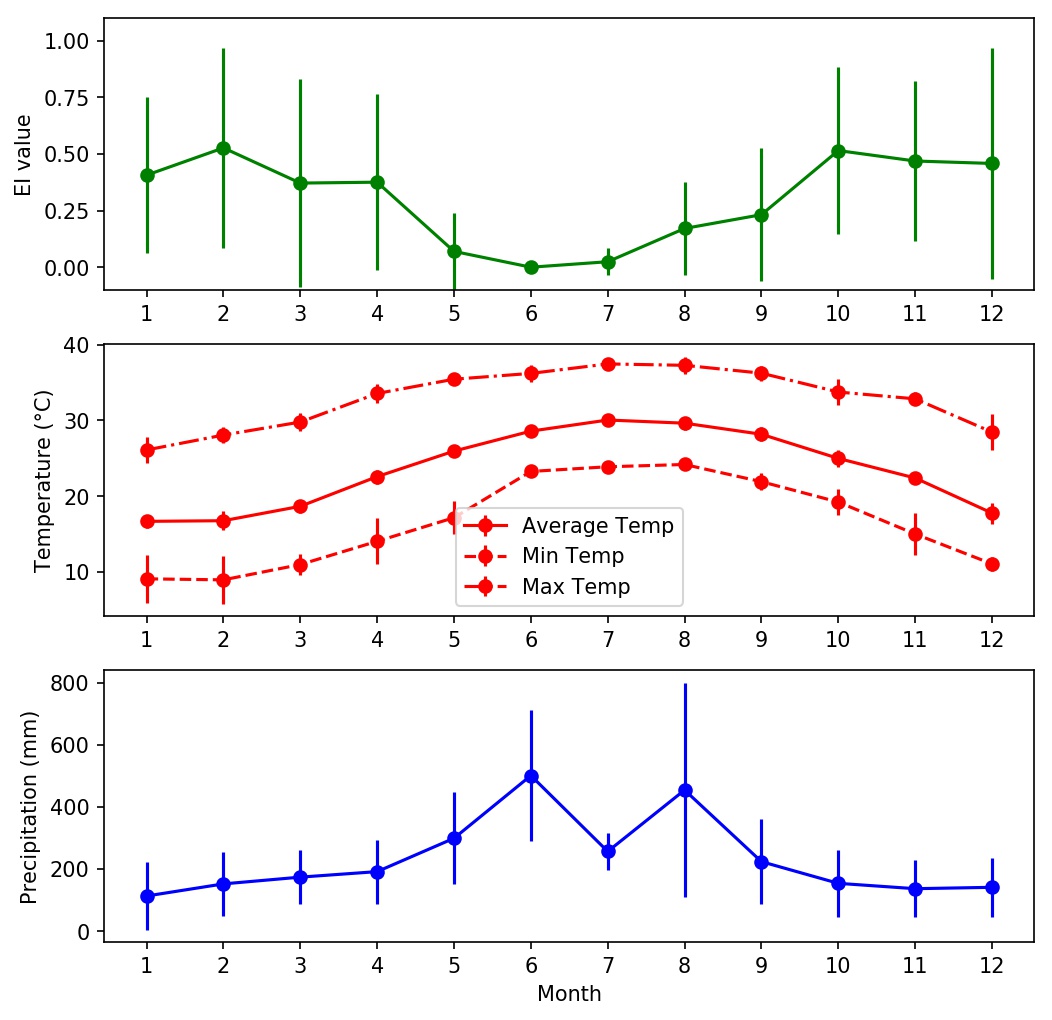 1.00
0.75
0.50
0.25
0.00
EI value
1 2 3 4 5 6 7 8 9 10 11 12
40
30
20
10
Temperature (°C)
Average Temp
Min Temp
Max Temp
1 2 3 4 5 6 7 8 9 10 11 12
800
600
400
200
0
Precipitation (mm)
1 2 3 4 5 6 7 8 9 10 11 12
Month